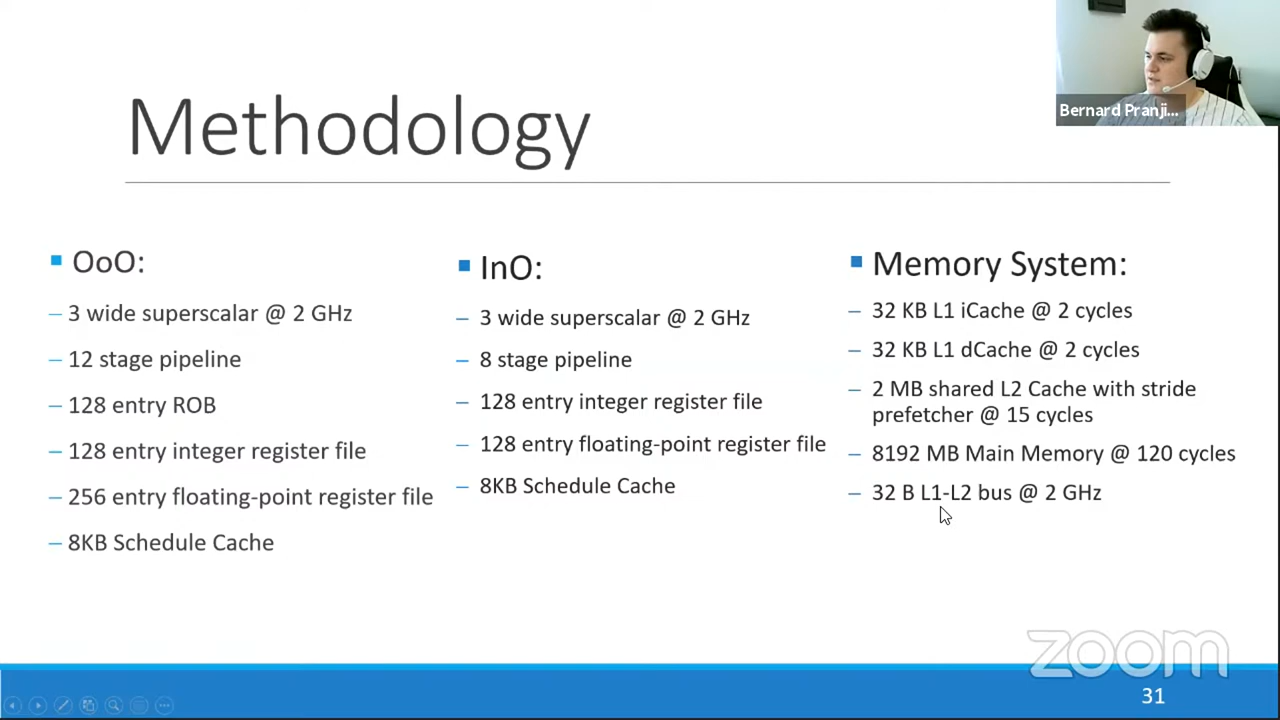 Methodology
Bernard Pranji...
OoO:
– 3 wide superscalar @ 2 GHz
– 12 stage pipeline
– 128 entry ROB
– 128 entry integer register file
– 256 entry floating-point register file
– 8KB Schedule Cache
InO:
– 3 wide superscalar @ 2 GHz
– 8 stage pipeline
– 128 entry integer register file
– 128 entry floating-point register file
– 8KB Schedule Cache
Memory System:
– 32 KB L1 iCache @ 2 cycles
– 32 KB L1 dCache @ 2 cycles
– 2 MB shared L2 Cache with stride
prefetcher @ 15 cycles
– 8192 MB Main Memory @ 120 cycles
– 32 B L1-L2 bus @ 2 GHz
zoom
31